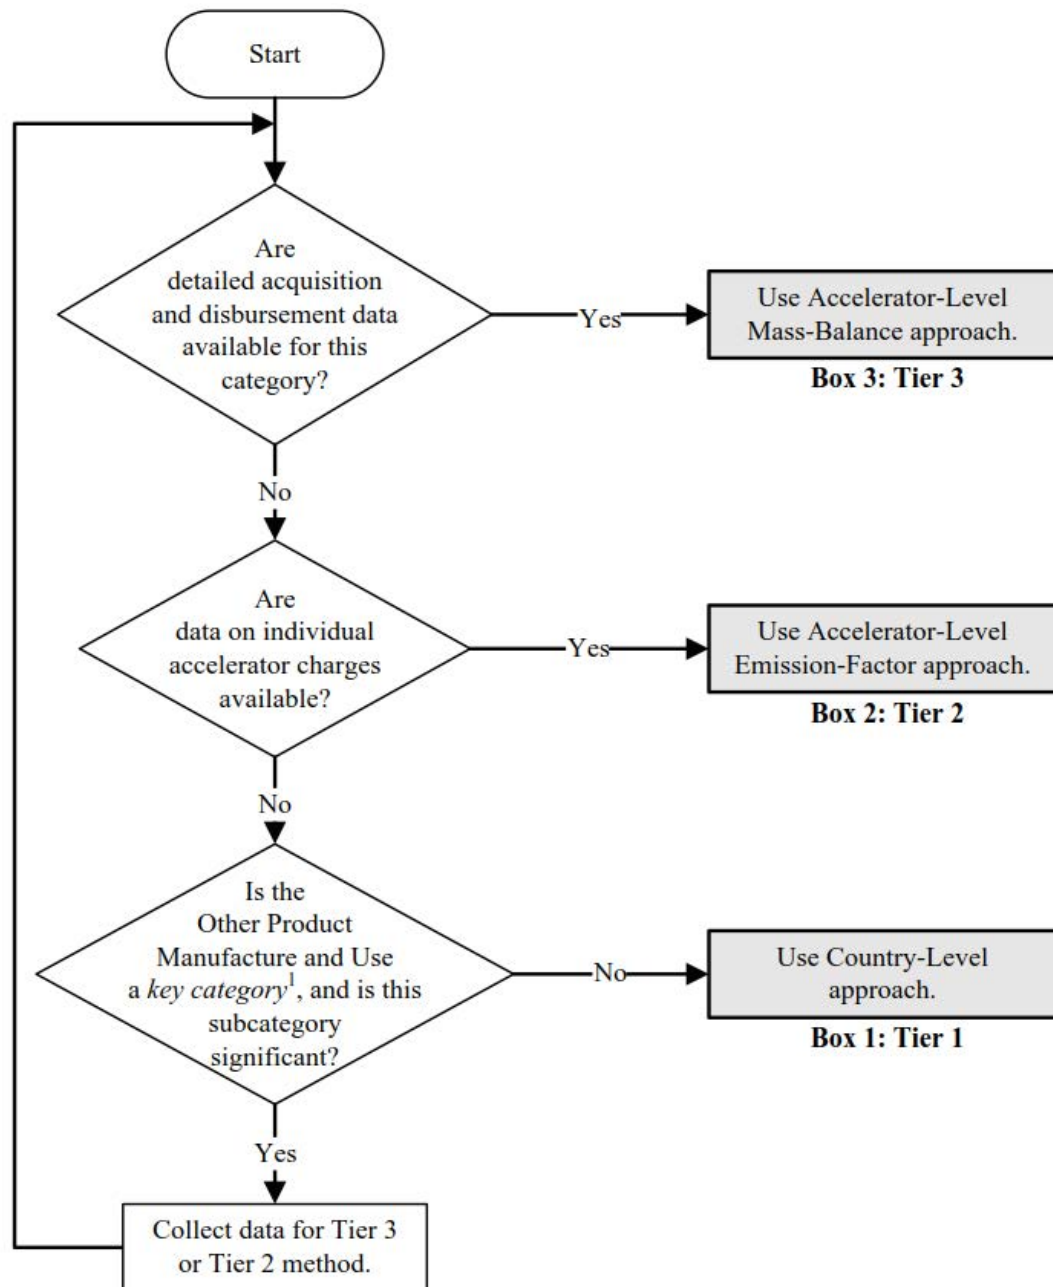 Start
Are
detailed acquisition
and disbursement data
available for this
category?
Yes
Use Accelerator-Level
Mass-Balance approach.
Box 3: Tier 3
No
Are
data on individual
accelerator charges
available?
Yes
Use Accelerator-Level
Emission-Factor approach.
Box 2: Tier 2
No
Is the
Other Product
Manufacture and Use
a key category¹, and is this
subcategory
significant?
No
Use Country-Level
approach.
Box 1: Tier 1
Yes
Collect data for Tier 3
or Tier 2 method.